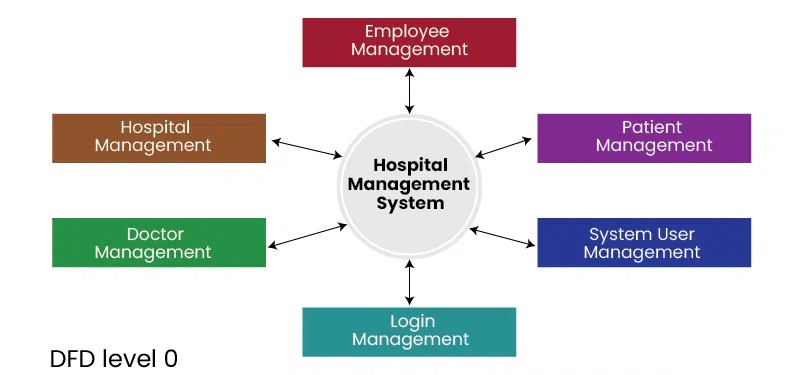 Employee
Management
Hospital
Management
Patient
Management
Hospital
Management
System
Doctor
Management
System User
Management
Login
Management
DFD level 0